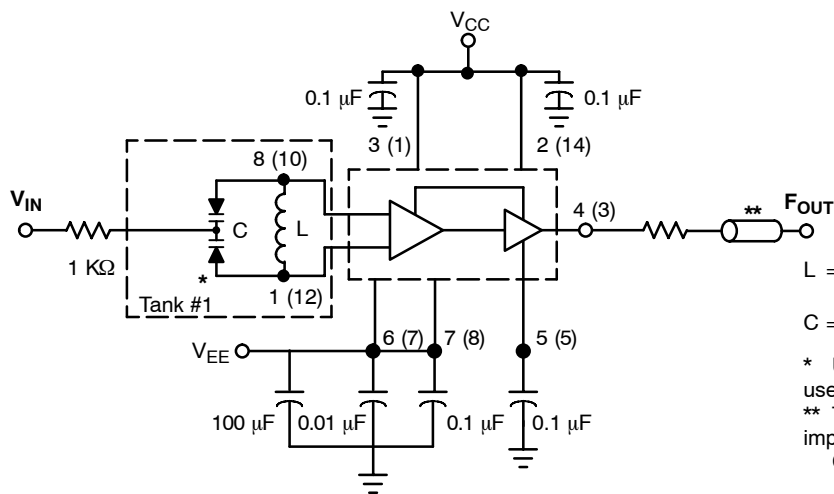 VCC
0.1 μF
0.1 μF
3 (1)
2 (14)
8 (10)
VIN
C
L
4 (3)
**
FOUT
1 KΩ
*
1 (12)
Tank #1
L =
C =
VEE
6 (7)
7 (8)
5 (5)
*
use
**
imp
100 μF
0.01 μF
0.1 μF
0.1 μF